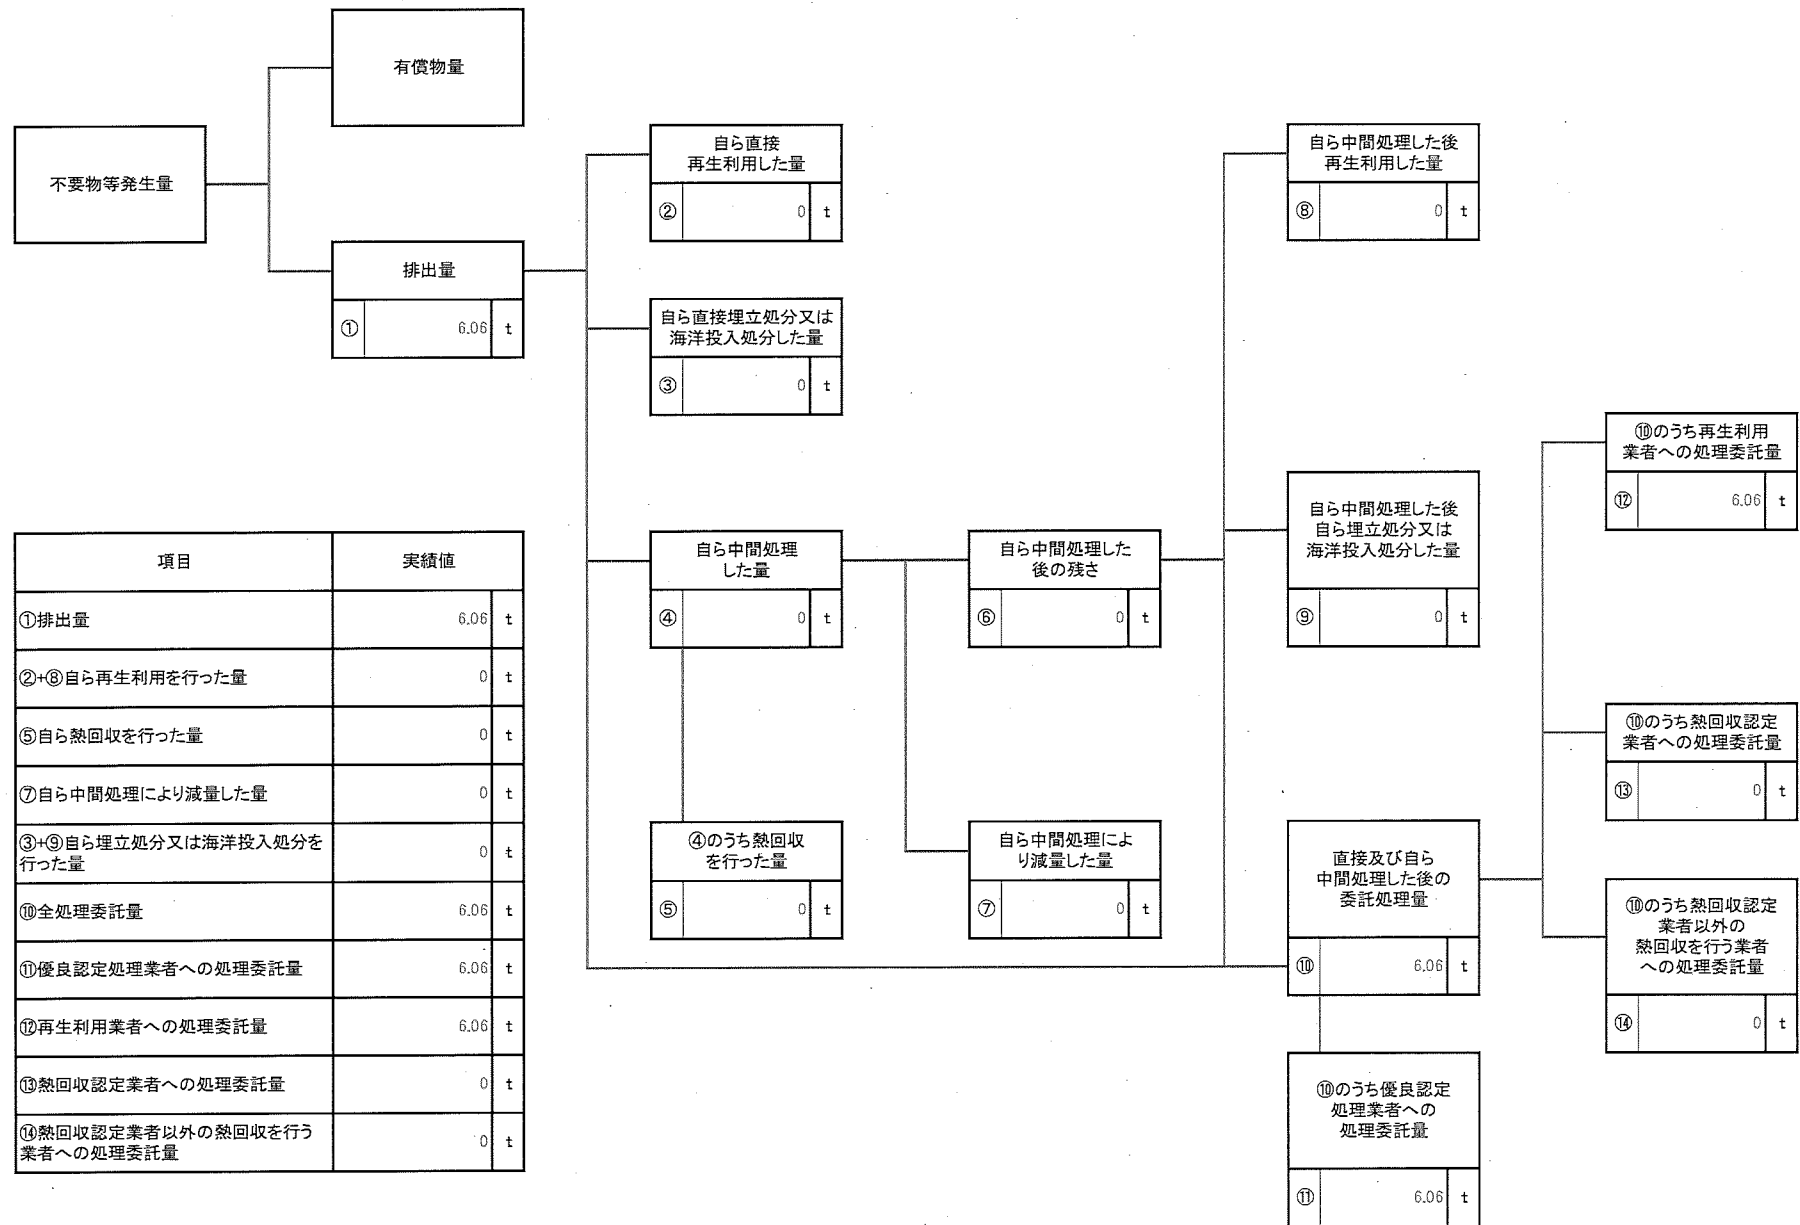 有償物量
不要物等発生量
排出量
① 6.06 t
自ら直接
再生利用した量
② 0 t
自ら直接埋立処分又は
海洋投入処分した量
③ 0 t
自ら中間処理
した量
④ 0 t
④のうち熱回収
を行った量
⑤ 0 t
自ら中間処理した
後の残さ
⑥ 0 t
自ら中間処理によ
り減量した量
⑦ 0 t
自ら中間処理した後
再生利用した量
⑧ 0 t
自ら中間処理した後
自ら埋立処分又は
海洋投入処分した量
⑨ 0 t
直接及び自ら
中間処理した後の
委託処理量
⑩ 6.06 t
⑩のうち優良認定
処理業者への
処理委託量
⑪ 6.06 t
⑩のうち再生利用
業者への処理委託量
⑫ 6.06 t
⑩のうち熱回収認定
業者への処理委託量
⑬ 0 t
⑩のうち熱回収認定
業者以外の
熱回収を行う業者
への処理委託量
⑭ 0 t
項目 実績値
①排出量 6.06 t
②+⑧自ら再生利用を行った量 0 t
⑤自ら熱回収を行った量 0 t
⑦自ら中間処理により減量した量 0 t
③+⑨自ら埋立処分又は海洋投入処分を
行った量 0 t
⑩全処理委託量 6.06 t
⑪優良認定処理業者への処理委託量 6.06 t
⑫再生利用業者への処理委託量 6.06 t
⑬熱回収認定業者への処理委託量 0 t
⑭熱回収認定業者以外の熱回収を行う
業者への処理委託量 0 t